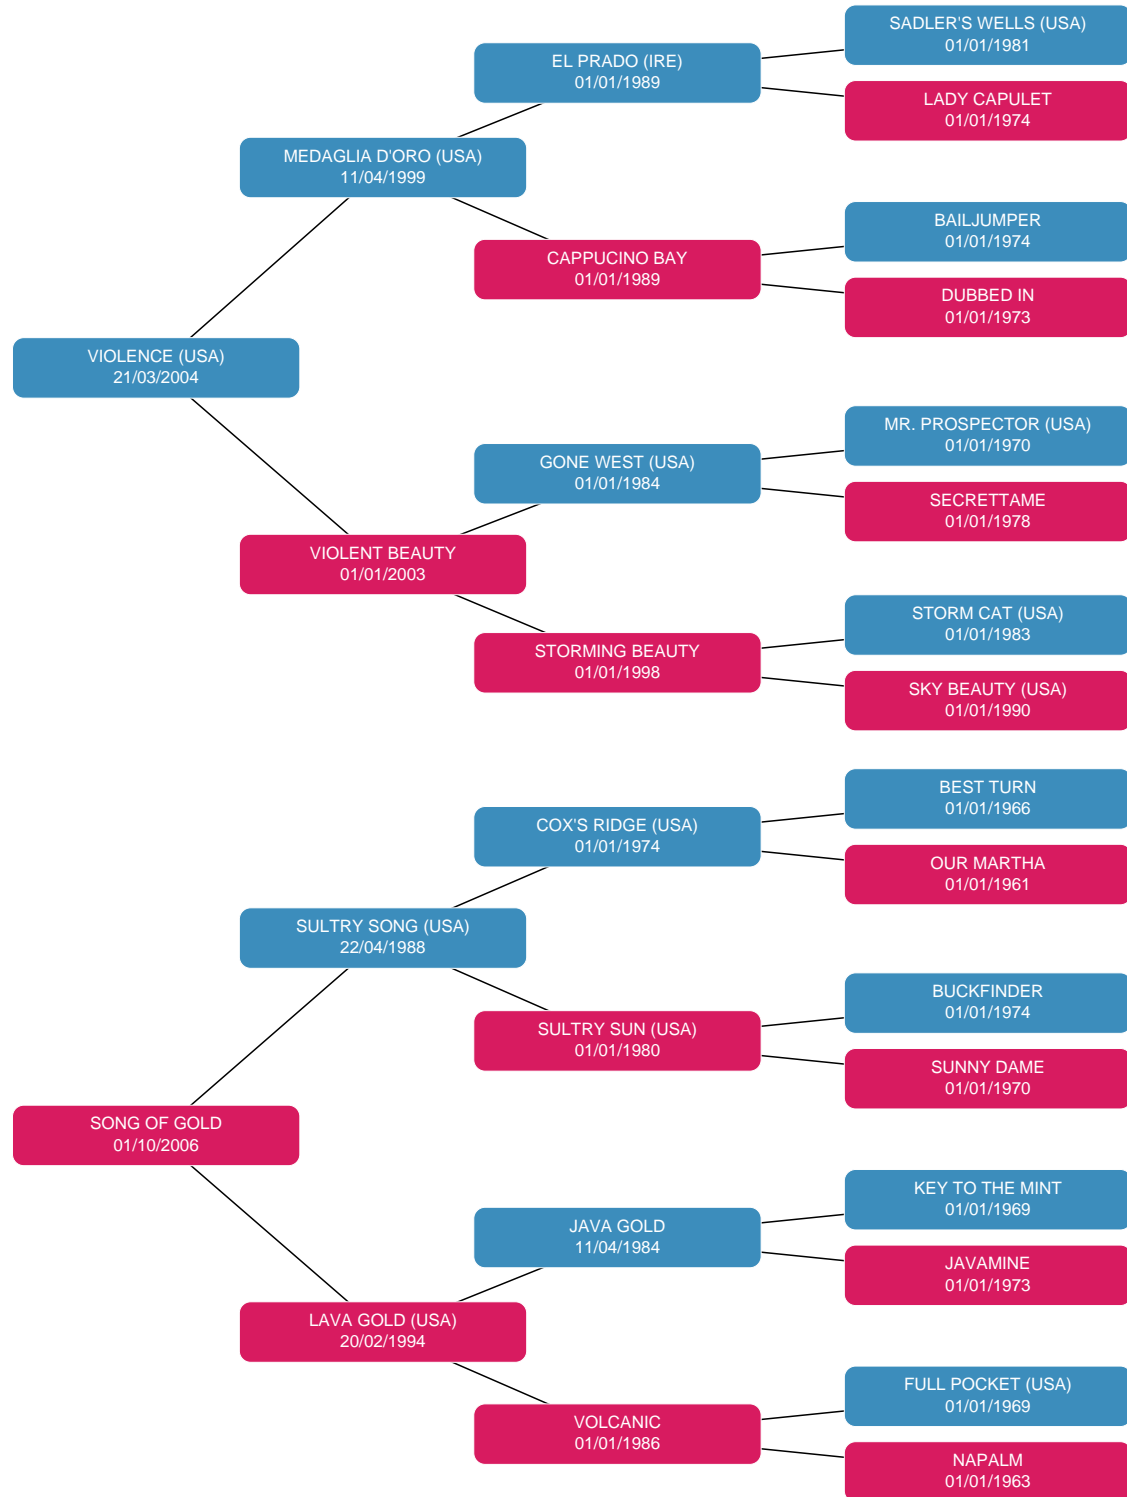 SADLER'S WELLS (USA)
01/01/1981
EL PRADO (IRE)
01/01/1989
LADY CAPULET
01/01/1974
MEDAGLIA D'ORO (USA)
11/04/1999
BAILJUMPER
01/01/1974
CAPPUCINO BAY
01/01/1989
DUBBED IN
01/01/1973
VIOLENCE (USA)
21/03/2004
MR. PROSPECTOR (USA)
01/01/1970
GONE WEST (USA)
01/01/1984
SECRETTAME
01/01/1978
VIOLENT BEAUTY
01/01/2003
STORM CAT (USA)
01/01/1983
STORMING BEAUTY
01/01/1998
SKY BEAUTY (USA)
01/01/1990
BEST TURN
01/01/1966
COX'S RIDGE (USA)
01/01/1974
OUR MARTHA
01/01/1961
SULTRY SONG (USA)
22/04/1988
BUCKFINDER
01/01/1974
SULTRY SUN (USA)
01/01/1980
SUNNY DAME
01/01/1970
SONG OF GOLD
01/10/2006
KEY TO THE MINT
01/01/1969
JAVA GOLD
11/04/1984
JAVAMINE
01/01/1973
LAVA GOLD (USA)
20/02/1994
FULL POCKET (USA)
01/01/1969
VOLCANIC
01/01/1986
NAPALM
01/01/1963